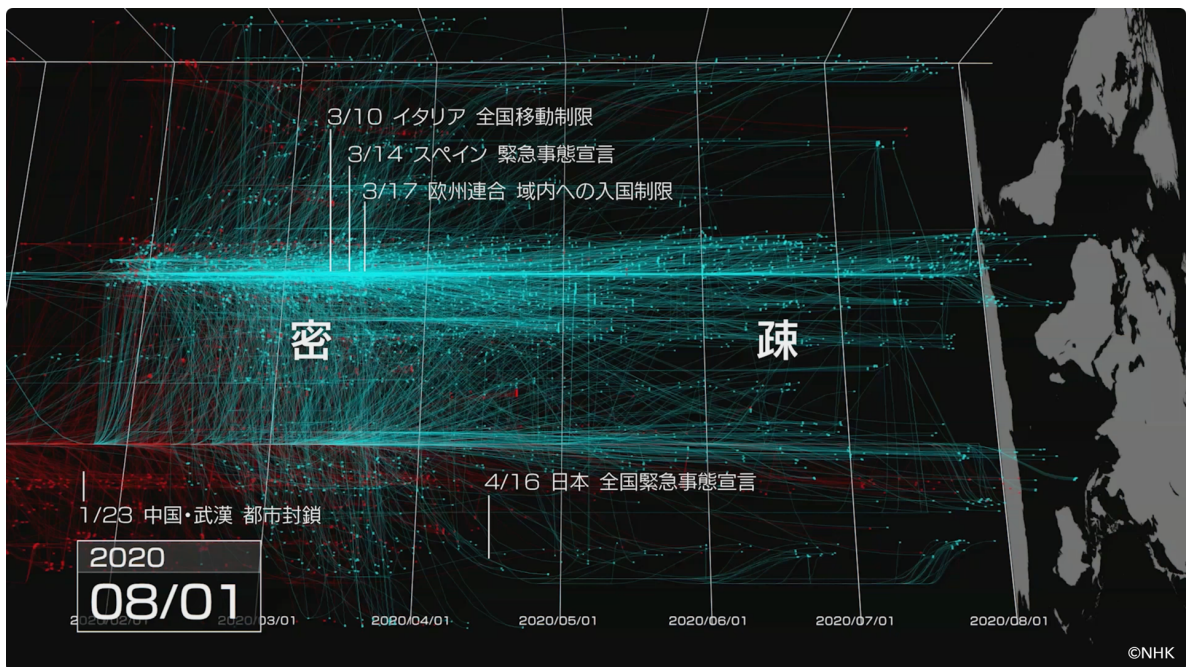 3/10 イタリア 全国移動制限
3/14 スペイン 緊急事態宣言
3/17 欧州連合 域内への入国制限
密 疎
4/16 日本 全国緊急事態宣言
1/23 中国・武漢 都市封鎖
2020
08/01
2020/02/01 2020/03/01 2020/04/01 2020/05/01 2020/06/01 2020/07/01 2020/08/01
©NHK